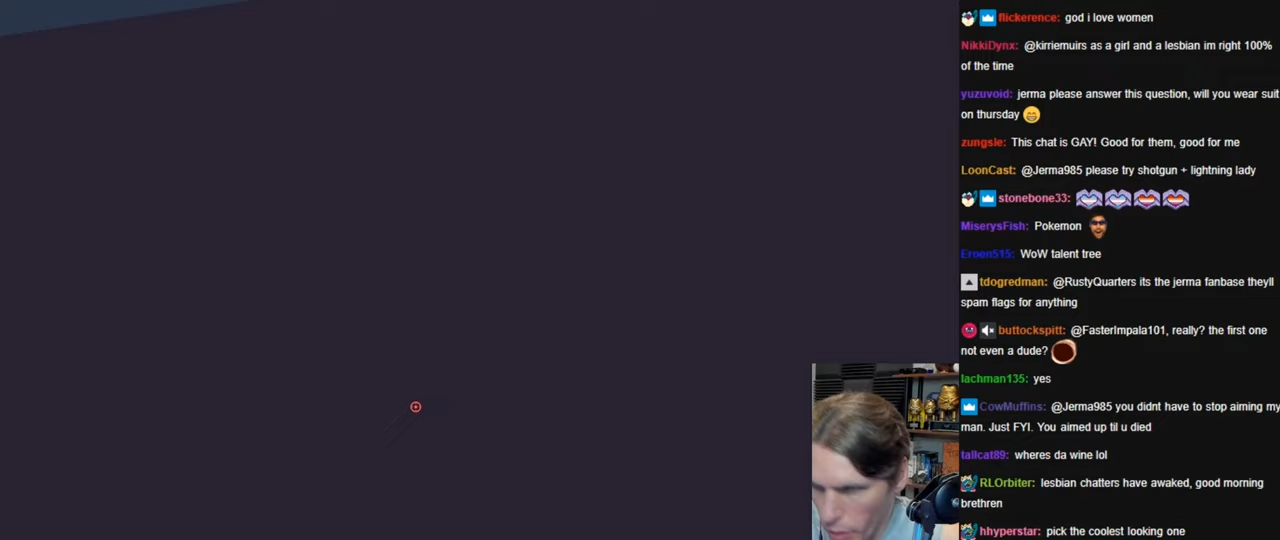 flickerence: god i love women
NikkiDynx: @kirriemuirs as a girl and a lesbian im right 100%
of the time
yuzuvoid: jerma please answer this question, will you wear suit
on thursday
zungsle: This chat is GAY! Good for them, good for me
LoonCast: @Jerma985 please try shotgun + lightning lady
stonebone33:
MiserysFish: Pokemon
Eroen515: WoW talent tree
tdogredman: @RustyQuarters its the jerma fanbase theyll
spam flags for anything
buttockspitt: @FasterImpala101, really? the first one
not even a dude?
lachman135: yes
CowMuffins: @Jerma985 you didnt have to stop aiming my
man. Just FYI. You aimed up til u died
tallcat89: wheres da wine lol
RLOrbiter: lesbian chatters have awaked, good morning
brethren
hhyperstar: pick the coolest looking one